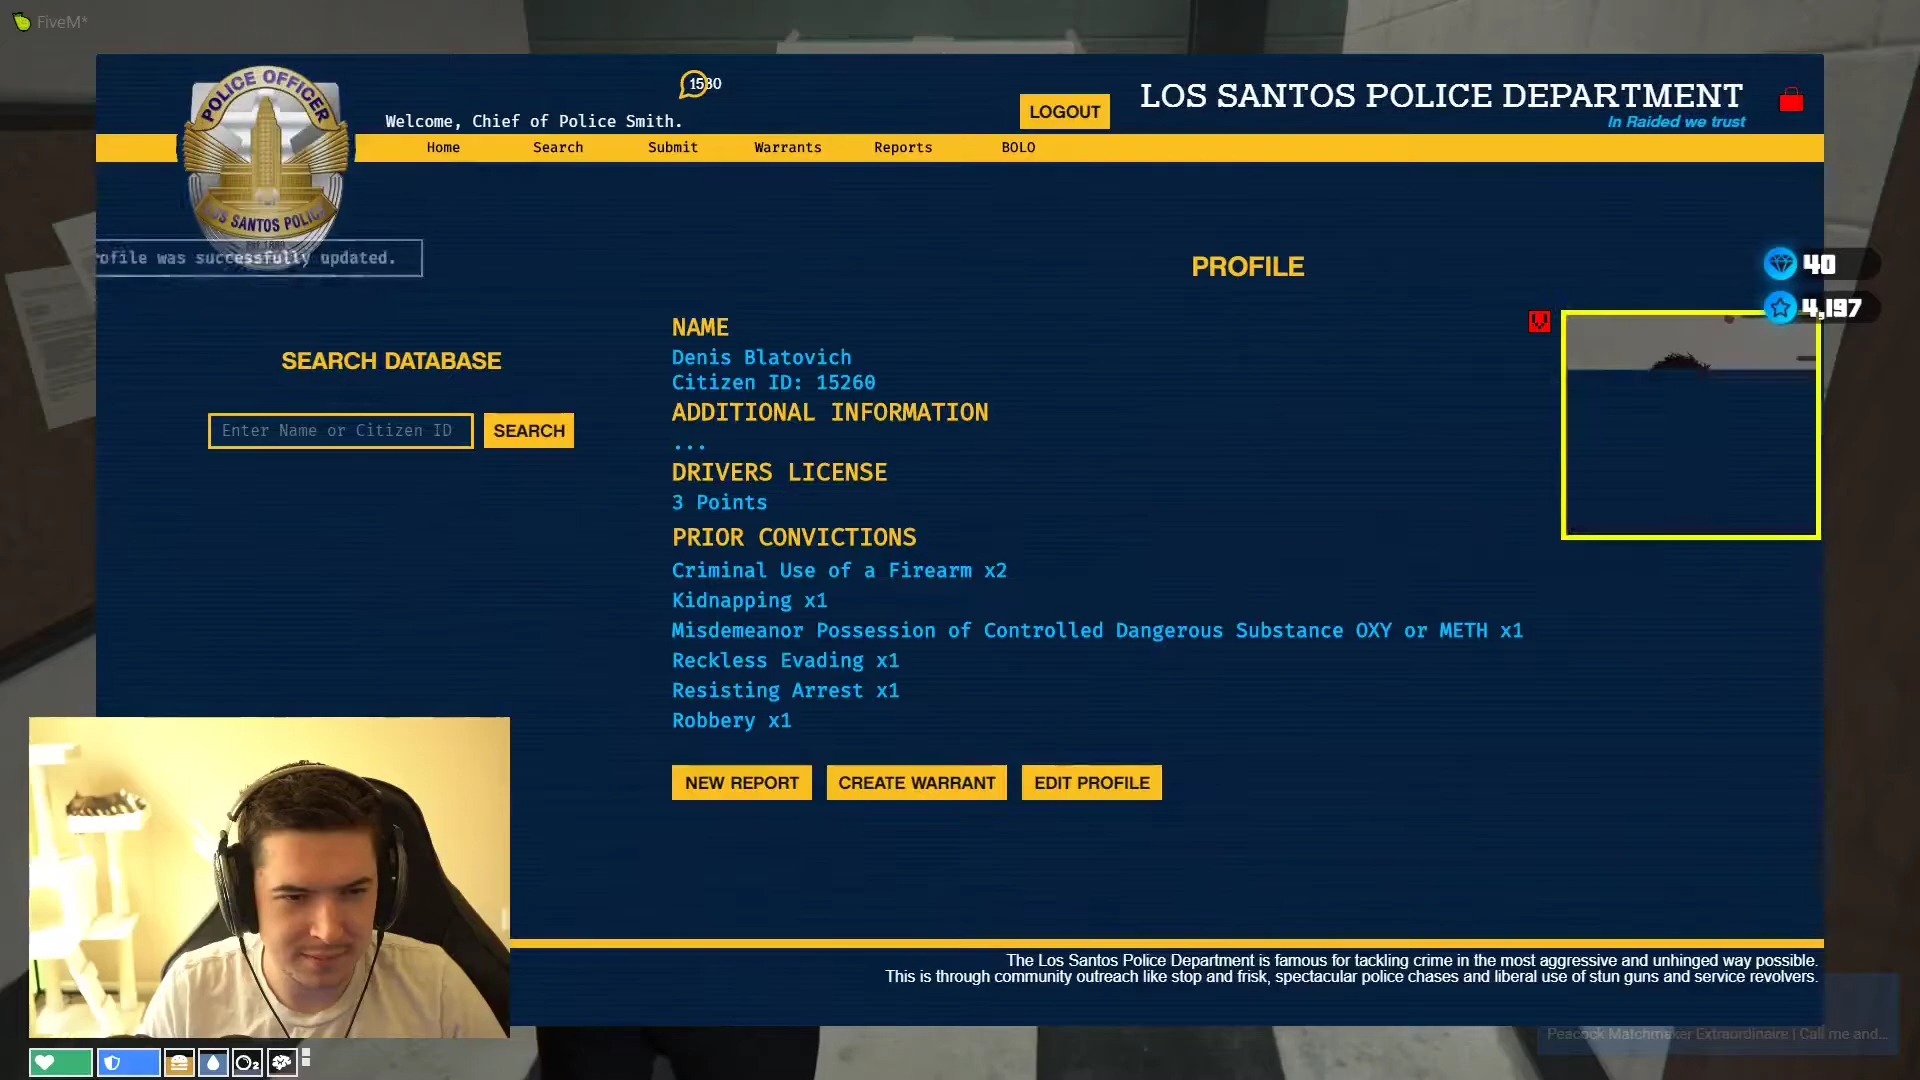 FiveM*
POLICE OFFICER
LOS SANTOS POLICE
1580
Welcome, Chief of Police Smith.
LOGOUT
LOS SANTOS POLICE DEPARTMENT
In Raided we trust
Home Search Submit Warrants Reports BOLO
ofile was successfully updated.
PROFILE
40
4,197
SEARCH DATABASE
Enter Name or Citizen ID
SEARCH
NAME
Denis Blatovich
Citizen ID: 15260
ADDITIONAL INFORMATION
...
DRIVERS LICENSE
3 Points
PRIOR CONVICTIONS
Criminal Use of a Firearm x2
Kidnapping x1
Misdemeanor Possession of Controlled Dangerous Substance OXY or METH x1
Reckless Evading x1
Resisting Arrest x1
Robbery x1
NEW REPORT
CREATE WARRANT
EDIT PROFILE
The Los Santos Police Department is famous for tackling crime in the most aggressive and unhinged way possible.
This is through community outreach like stop and frisk, spectacular police chases and liberal use of stun guns and service revolvers.
Peacock Matchmaker Extraordinaire | Call me and...
O2